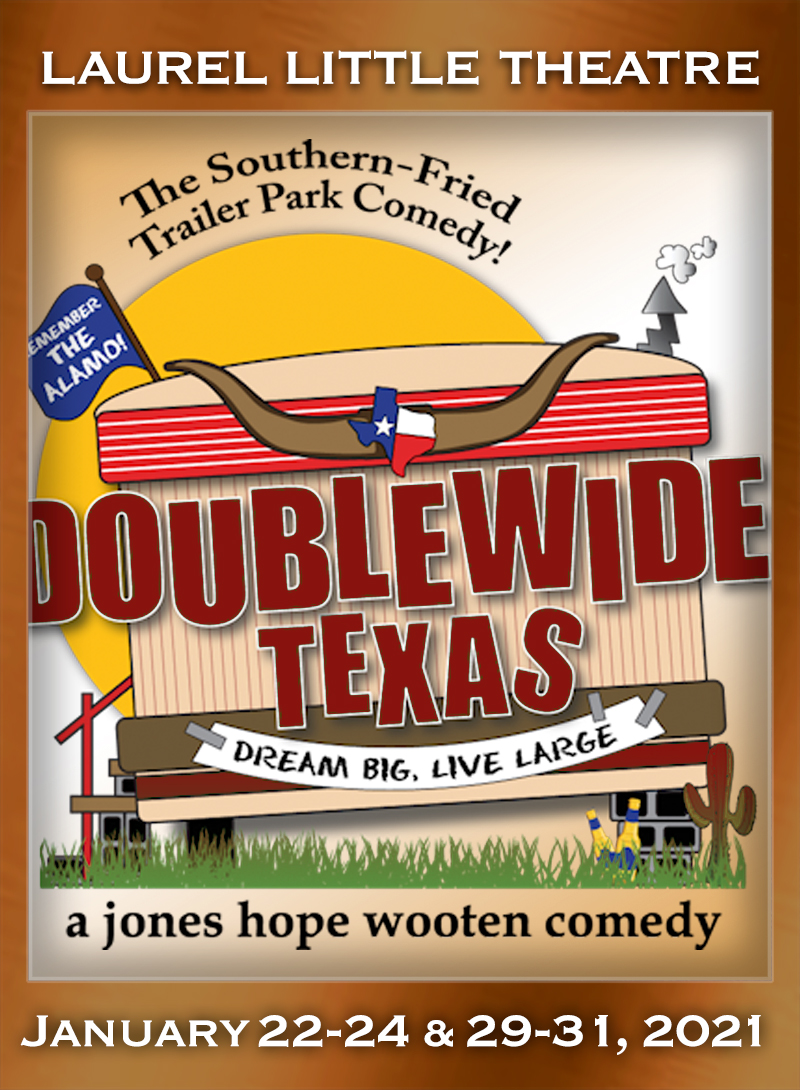 LAUREL LITTLE THEATRE
The Southern-Fried
Trailer Park Comedy!
EMEMBER
THE
ALAMO!
DOUBLEWIDE
TEXAS
DREAM BIG, LIVE LARGE
a jones hope wooten comedy
JANUARY 22-24 & 29-31, 2021